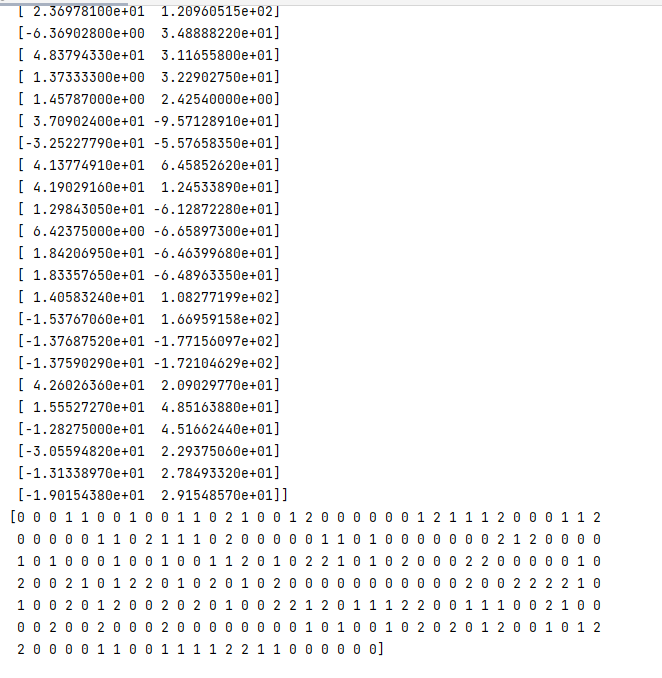 [ 2.36978100e+01  1.20960515e+02]
[-6.36902800e+00  3.48888220e+01]
[ 4.83794330e+01  3.11655800e+01]
[ 1.37333300e+00  3.22902750e+01]
[ 1.45787000e+00  2.42540000e+00]
[ 3.70902400e+01 -9.57128910e+01]
[-3.25227790e+01 -5.57658350e+01]
[ 4.13774910e+01  6.45852620e+01]
[ 4.19029160e+01  1.24533890e+01]
[ 1.29843050e+01 -6.12872280e+01]
[ 6.42375000e+00 -6.65897300e+01]
[ 1.84206950e+01 -6.46399680e+01]
[ 1.83357650e+01 -6.48963350e+01]
[ 1.40583240e+01  1.08277199e+02]
[-1.53767060e+01  1.66959158e+02]
[-1.37687520e+01 -1.77156097e+02]
[-1.37590290e+01 -1.72104629e+02]
[ 4.26026360e+01  2.09029770e+01]
[ 1.55527270e+01  4.85163880e+01]
[-1.28275000e+01  4.51662440e+01]
[-3.05594820e+01  2.29375060e+01]
[-1.31338970e+01  2.78493320e+01]
[-1.90154380e+01  2.91548570e+01]]
[0 0 0 1 1 0 0 1 0 0 1 1 0 2 1 0 0 1 2 0 0 0 0 0 0 1 2 1 1 1 2 0 0 0 1 1 2
0 0 0 0 0 1 1 0 2 1 1 1 0 2 0 0 0 0 0 1 1 0 1 0 0 0 0 0 0 0 2 1 2 0 0 0 0
1 0 1 0 0 0 1 0 0 1 0 0 1 1 2 0 1 0 2 2 1 0 1 0 2 0 0 0 2 2 0 0 0 0 0 1 0
2 0 0 2 1 0 1 2 2 0 1 0 2 0 1 0 2 0 0 0 0 0 0 0 0 0 0 0 2 0 0 2 2 2 2 1 0
1 0 0 2 0 1 2 0 0 2 0 2 0 1 0 0 2 2 1 2 0 1 1 1 2 2 0 0 1 1 1 0 0 2 1 0 0
0 0 2 0 0 2 0 0 0 2 0 0 0 0 0 0 0 0 1 0 1 0 0 1 0 2 0 2 0 1 2 0 0 1 0 1 2
2 0 0 0 0 1 1 0 0 1 1 1 1 2 2 1 1 0 0 0 0 0 0]